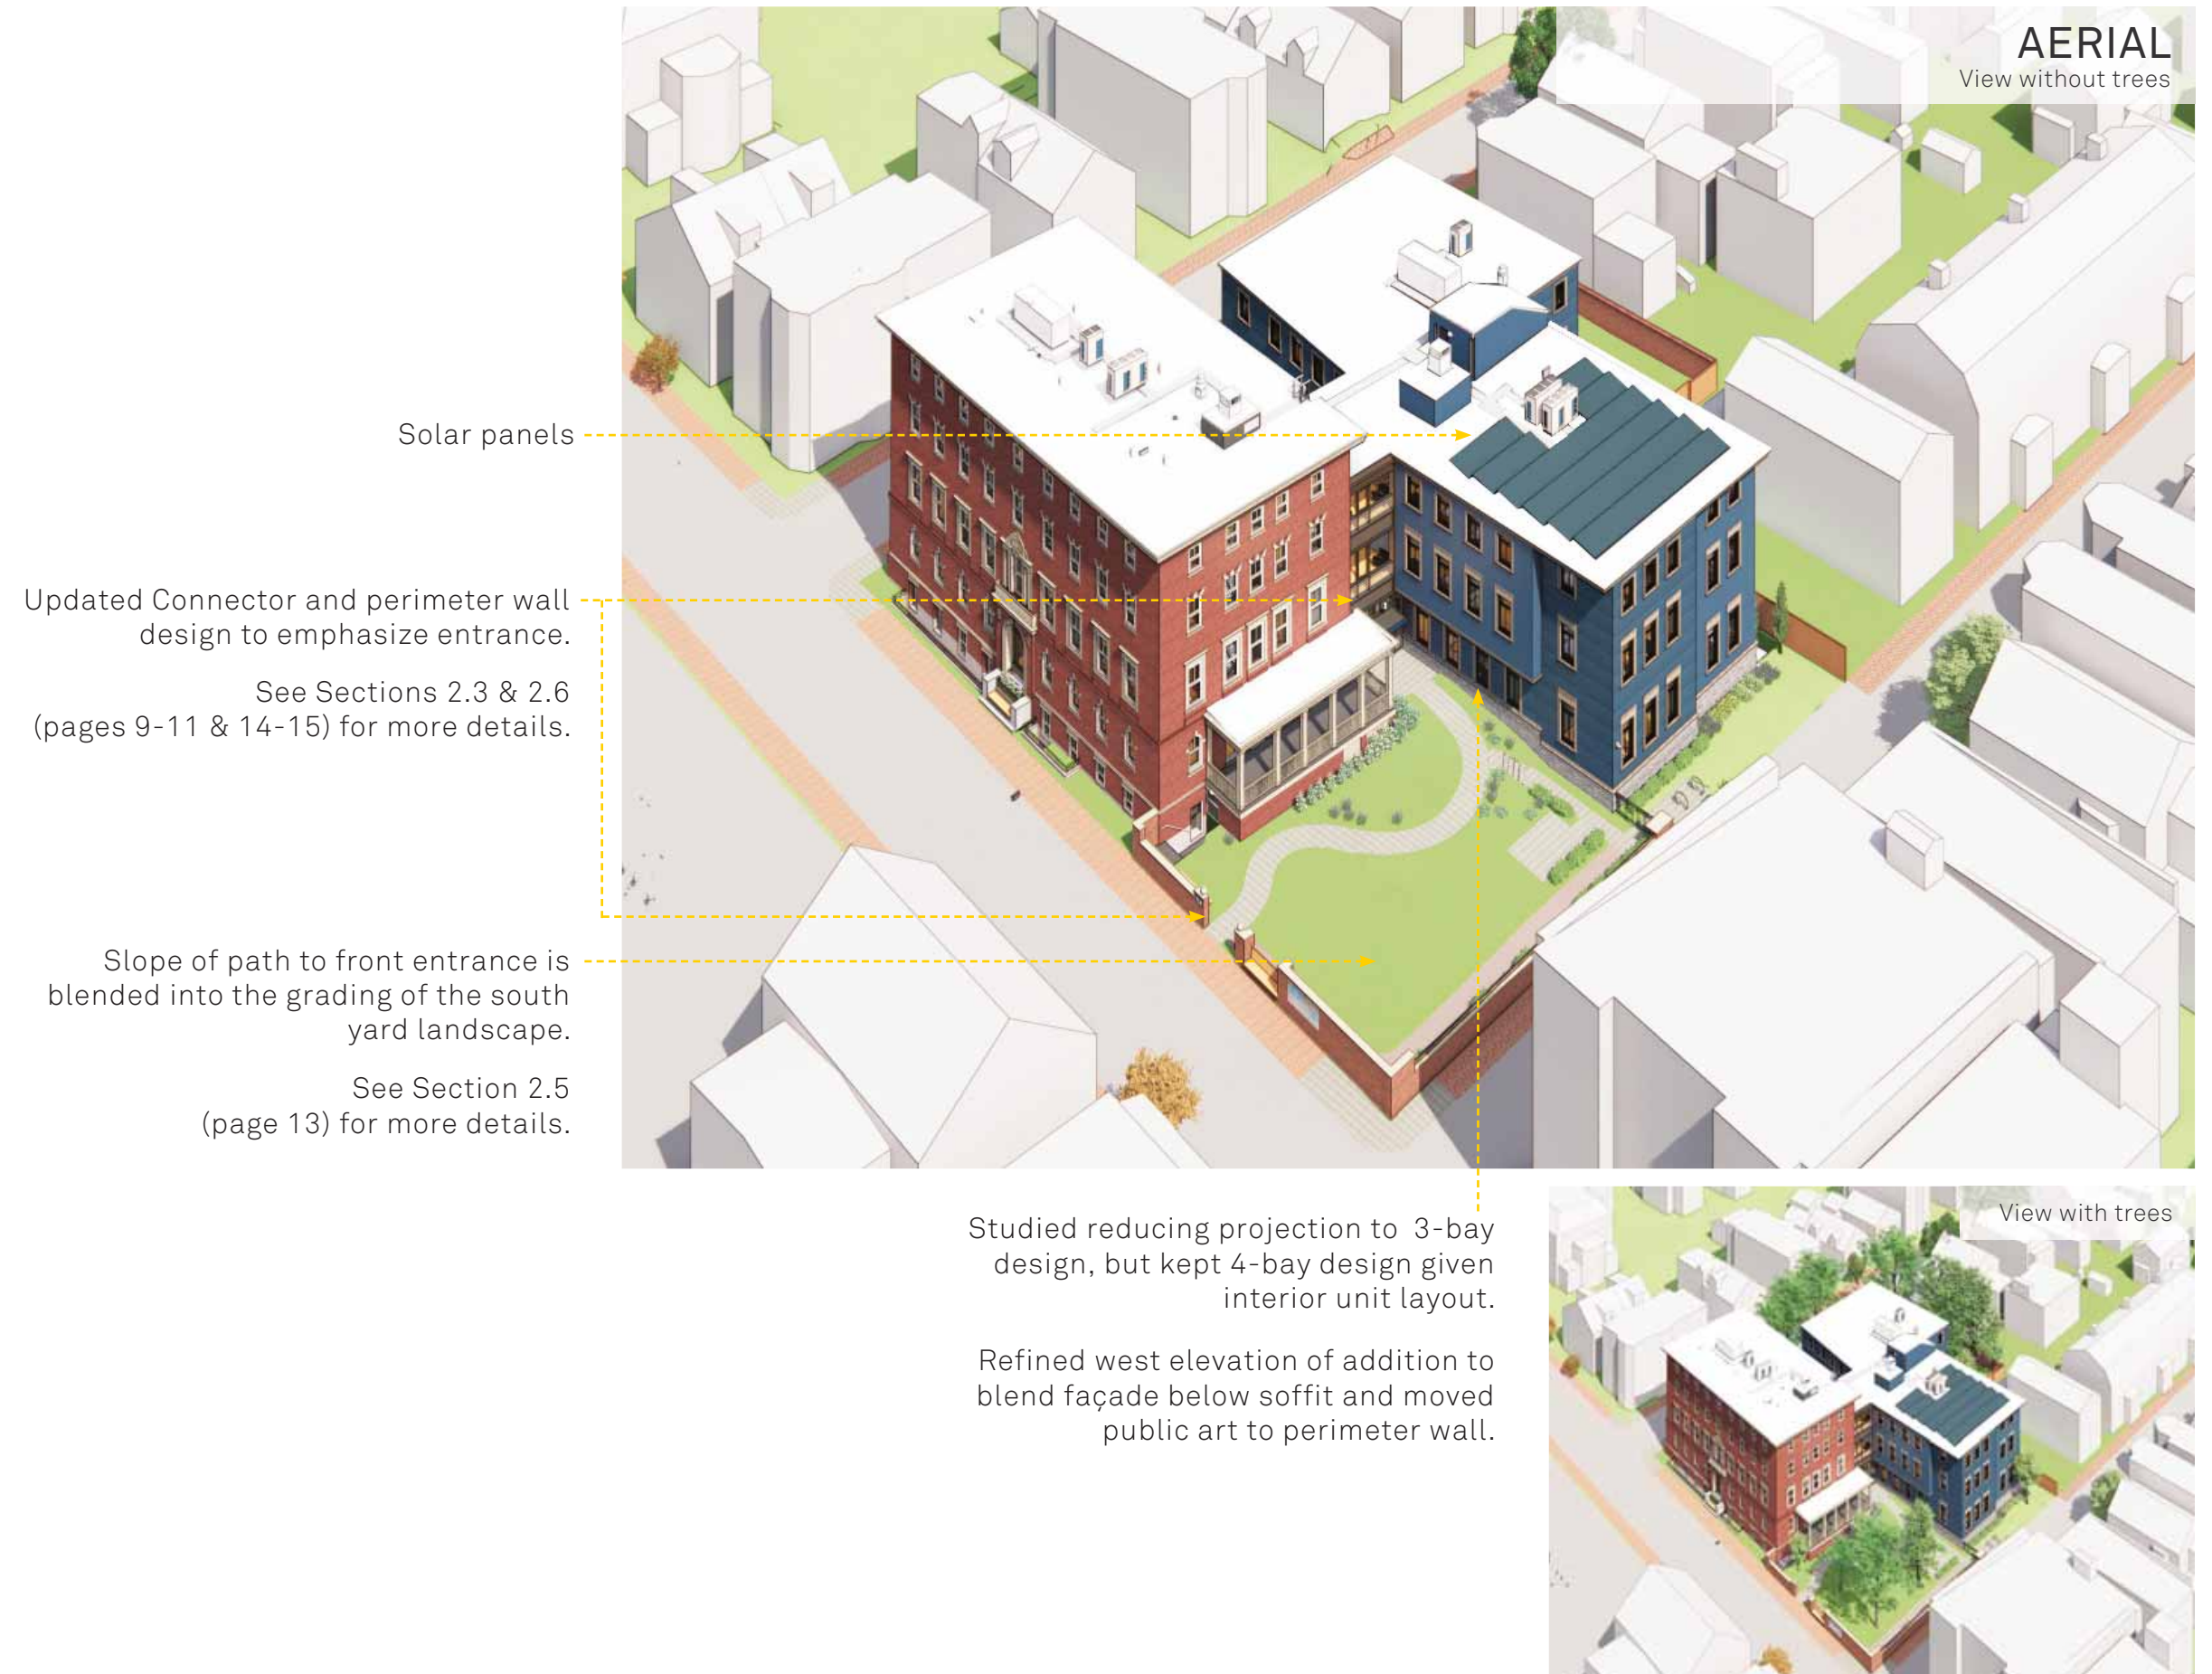 AERIAL
View without trees
Solar panels
Updated Connector and perimeter wall
design to emphasize entrance.
See Sections 2.3 & 2.6
(pages 9-11 & 14-15) for more details.
Slope of path to front entrance is
blended into the grading of the south
yard landscape.
See Section 2.5
(page 13) for more details.
Studied reducing projection to 3-bay
design, but kept 4-bay design given
interior unit layout.
Refined west elevation of addition to
blend façade below soffit and moved
public art to perimeter wall.
View with trees